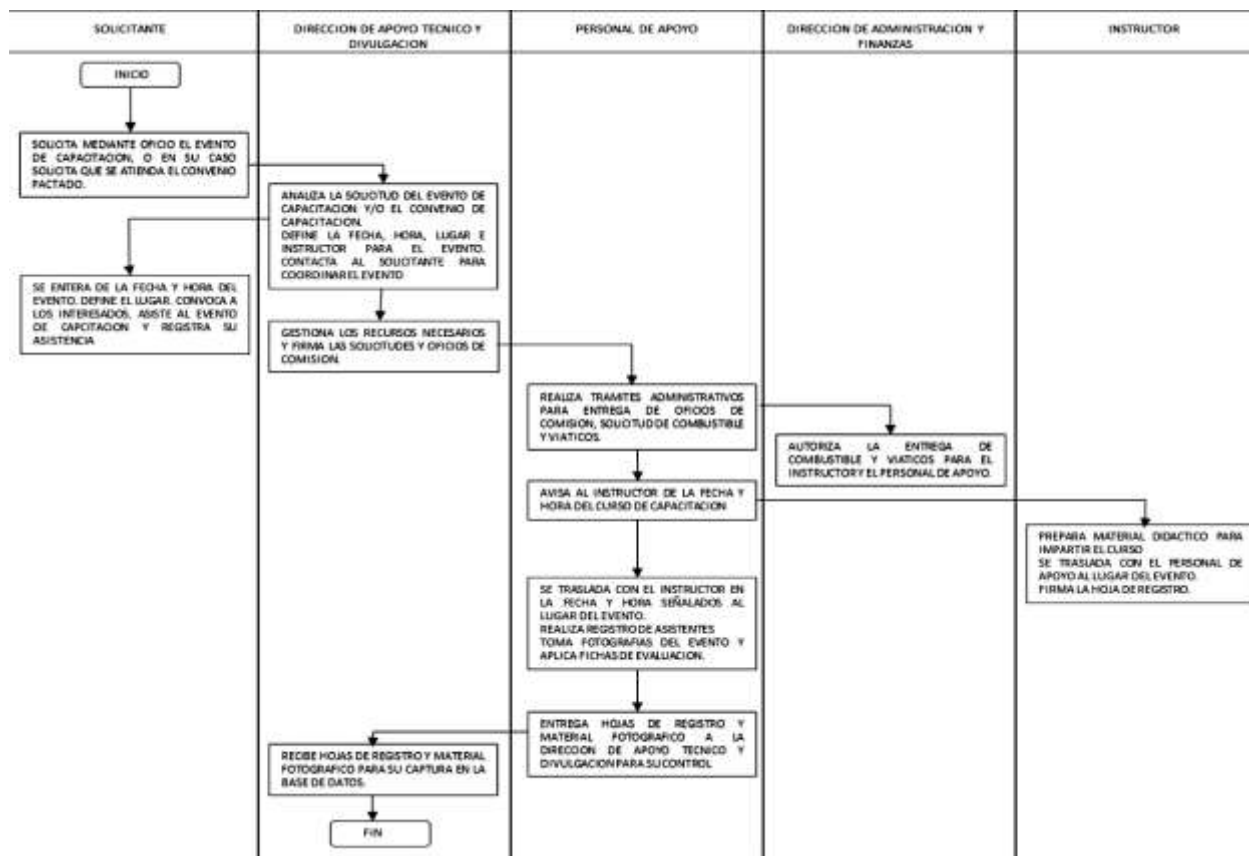 SOLICITANTE
DIRECCION DE APOYO TECNICO Y
DIVULGACION
PERSONAL DE APOYO
DIRECCION DE ADMINISTRACION Y
FINANZAS
INSTRUCTOR
INICIO
SOLICITA MEDIANTE OFICIO EL EVENTO
DE CAPACITACION, O EN SU CASO
SOLICITA QUE SE ATIENDA EL CONVENIO
PACTADO.
ANALIZA LA SOLICITUD DEL EVENTO DE
CAPACITACION Y/O EL CONVENIO DE
CAPACITACION.
DEFINE LA FECHA, HORA, LUGAR E
INSTRUCTOR PARA EL EVENTO.
CONTACTA AL SOLICITANTE PARA
COORDINAR EL EVENTO
SE ENTERA DE LA FECHA Y HORA DEL
EVENTO. DEFINE EL LUGAR. CONVOCA A
LOS INTERESADOS, ASISTE AL EVENTO
DE CAPCITACION Y REGISTRA SU
ASISTENCIA
GESTIONA LOS RECURSOS NECESARIOS
Y FIRMA LAS SOLICITUDES Y OFICIOS DE
COMISION.
REALIZA TRAMITES ADMINISTRATIVOS
PARA ENTREGA DE OFICIOS DE
COMISION, SOLICITUD DE COMBUSTIBLE
Y VIATICOS.
AUTORIZA LA ENTREGA DE
COMBUSTIBLE Y VIATICOS PARA EL
INSTRUCTOR Y EL PERSONAL DE APOYO.
AVISA AL INSTRUCTOR DE LA FECHA Y
HORA DEL CURSO DE CAPACITACION
PREPARA MATERIAL DIDACTICO PARA
IMPARTIR EL CURSO
SE TRASLADA CON EL PERSONAL DE
APOYO AL LUGAR DEL EVENTO.
FIRMA LA HOJA DE REGISTRO.
SE TRASLADA CON EL INSTRUCTOR EN
LA FECHA Y HORA SEÑALADOS AL
LUGAR DEL EVENTO.
REALIZA REGISTRO DE ASISTENTES
TOMA FOTOGRAFIAS DEL EVENTO Y
APLICA FICHAS DE EVALUACION.
ENTREGA HOJAS DE REGISTRO Y
MATERIAL FOTOGRAFICO A LA
DIRECCION DE APOYO TECNICO Y
DIVULGACION PARA SU CONTROL
RECIBE HOJAS DE REGISTRO Y MATERIAL
FOTOGRAFICO PARA SU CAPTURA EN LA
BASE DE DATOS.
FIN